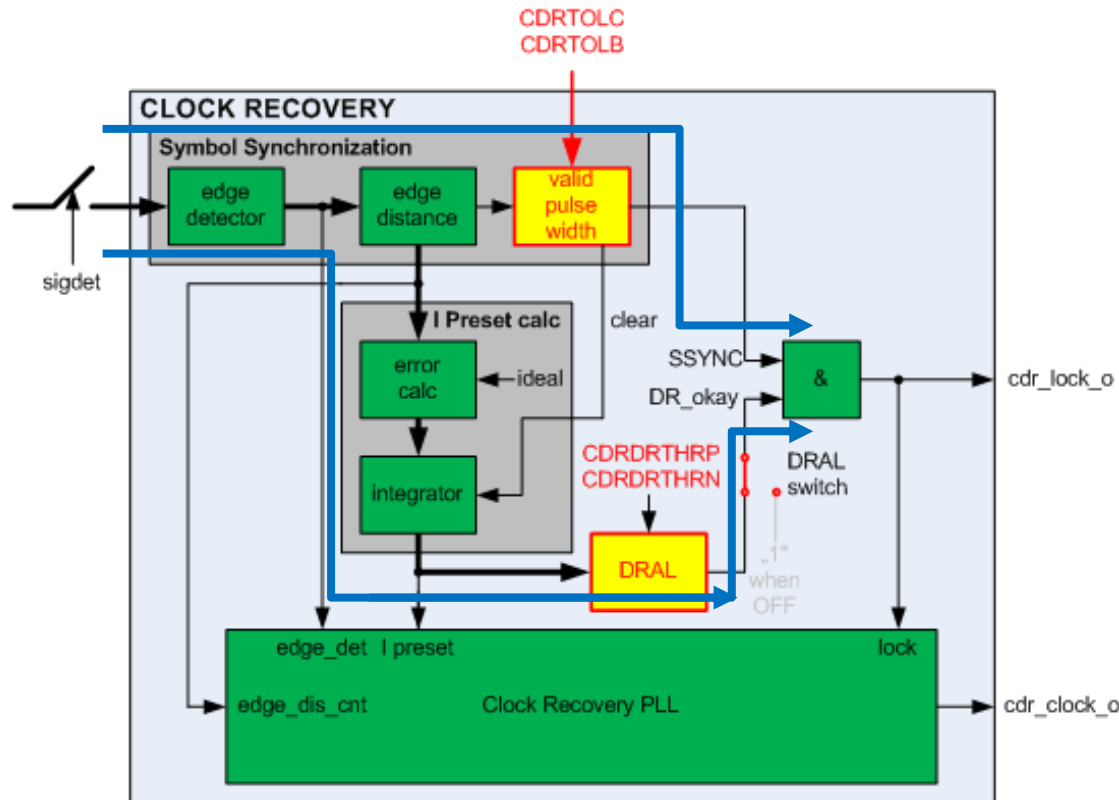 CDRTOLC
CDRTOLB
CLOCK RECOVERY
Symbol Synchronization
edge
detector
edge
distance
valid
pulse
width
sigdet
I Preset calc
clear
error
calc
ideal
SSYNC
DR_okay
&
cdr_lock_o
integrator
CDRDRTHRP
CDRDRTHRN
DRAL
switch
DRAL
„1"
when
OFF
edge_det
I preset
lock
edge_dis_cnt
Clock Recovery PLL
cdr_clock_o